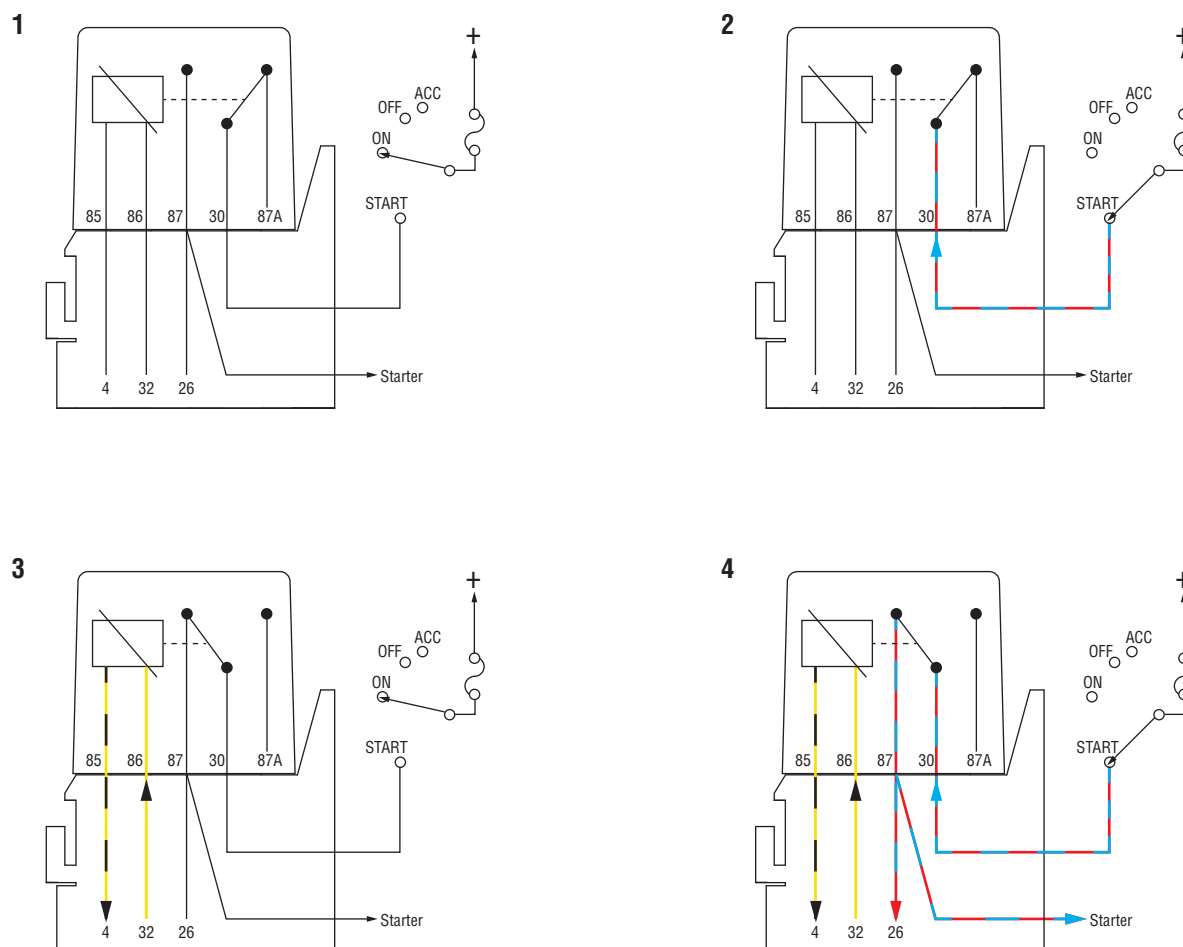 1
+
ACC
OFF
ON
START
85 86 87 30 87A
Starter
4 32 26
2
+
ACC
OFF
ON
START
85 86 87 30 87A
Starter
4 32 26
3
+
ACC
OFF
ON
START
85 86 87 30 87A
Starter
4 32 26
4
+
ACC
OFF
ON
START
85 86 87 30 87A
Starter
4 32 26